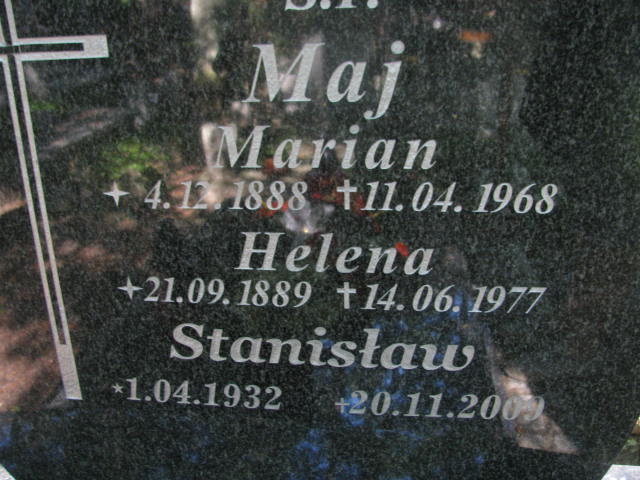 Ś.P.
Maj
Marian
4.12.1888 11.04.1968
Helena
21.09.1889 14.06.1977
Stanisław
1.04.1932 20.11.2009